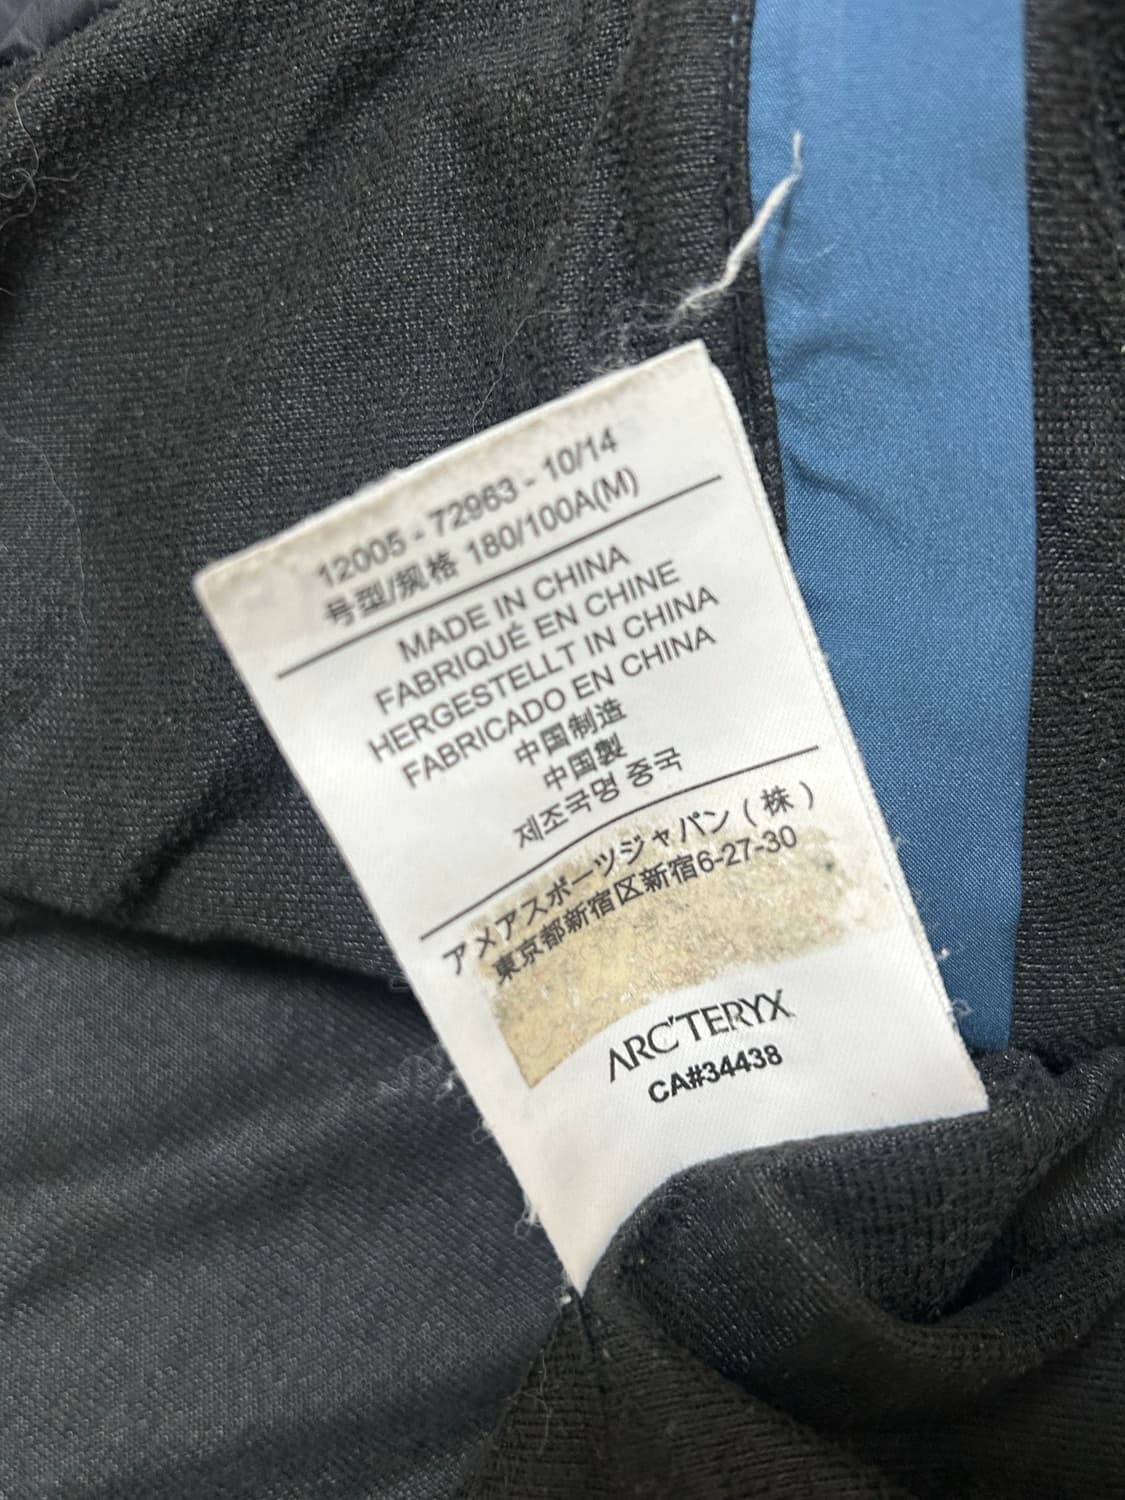 12005 - 72963 - 10/14
号型/规格 180/100A(M)
MADE IN CHINA
FABRIQUÉ EN CHINE
HERGESTELLT IN CHINA
FABRICADO EN CHINA
中国制造
中国製
제조국명 중국
アメアスポーツジャパン(株)
東京都新宿区新宿6-27-30
ARC'TERYX
CA#34438